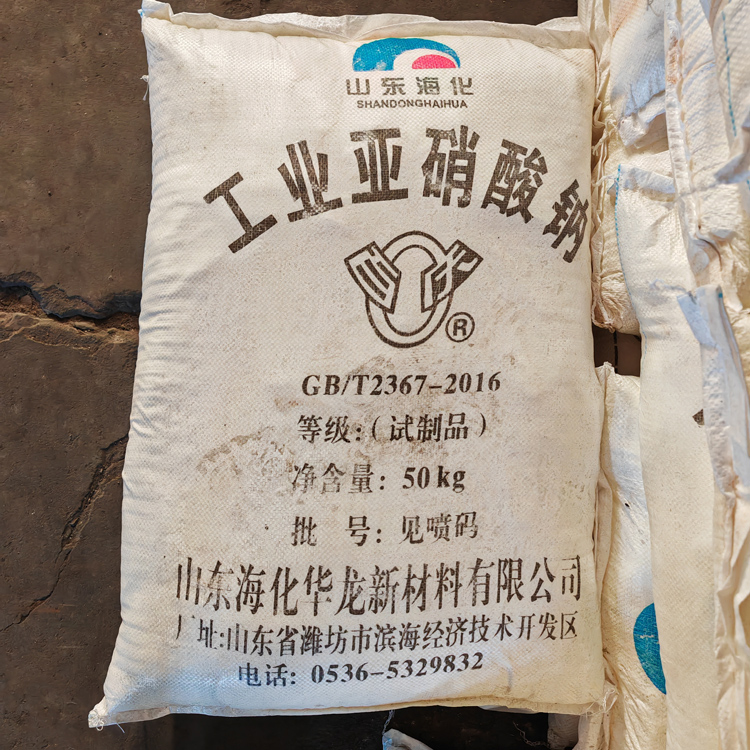 山东海化
SHANDONGHAIHUA
工业亚硝酸钠
®
GB/T2367-2016
等级:(试制品)
净含量: 50kg
批 号: 见喷码
山东海化华龙新材料有限公司
厂址:山东省潍坊市滨海经济技术开发区
电话: 0536-5329832